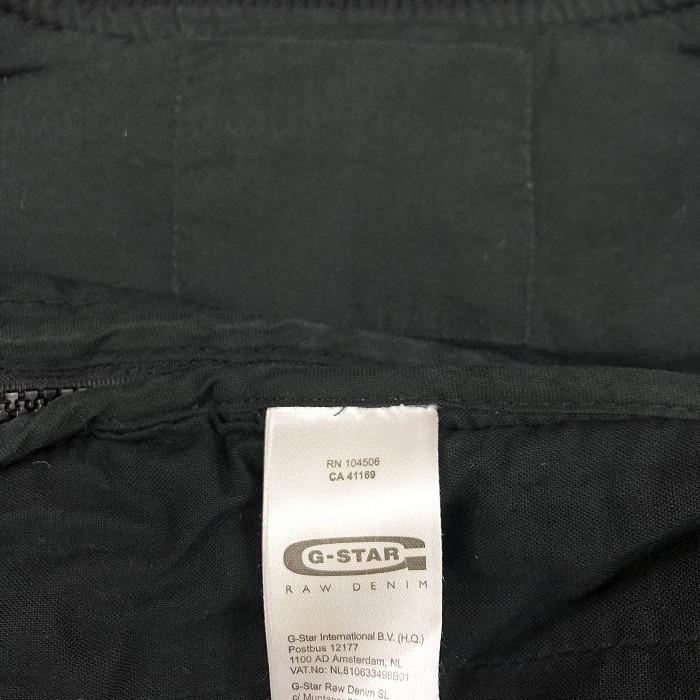 RN 104506
CA 41169
G-STAR
RAW DENIM
G-Star International B.V. (H.Q.)
Postbus 12177
1100 AD Amsterdam, NL
VAT.No: NL810633498B01
G-Star Raw Denim SL
c/ Muntaner